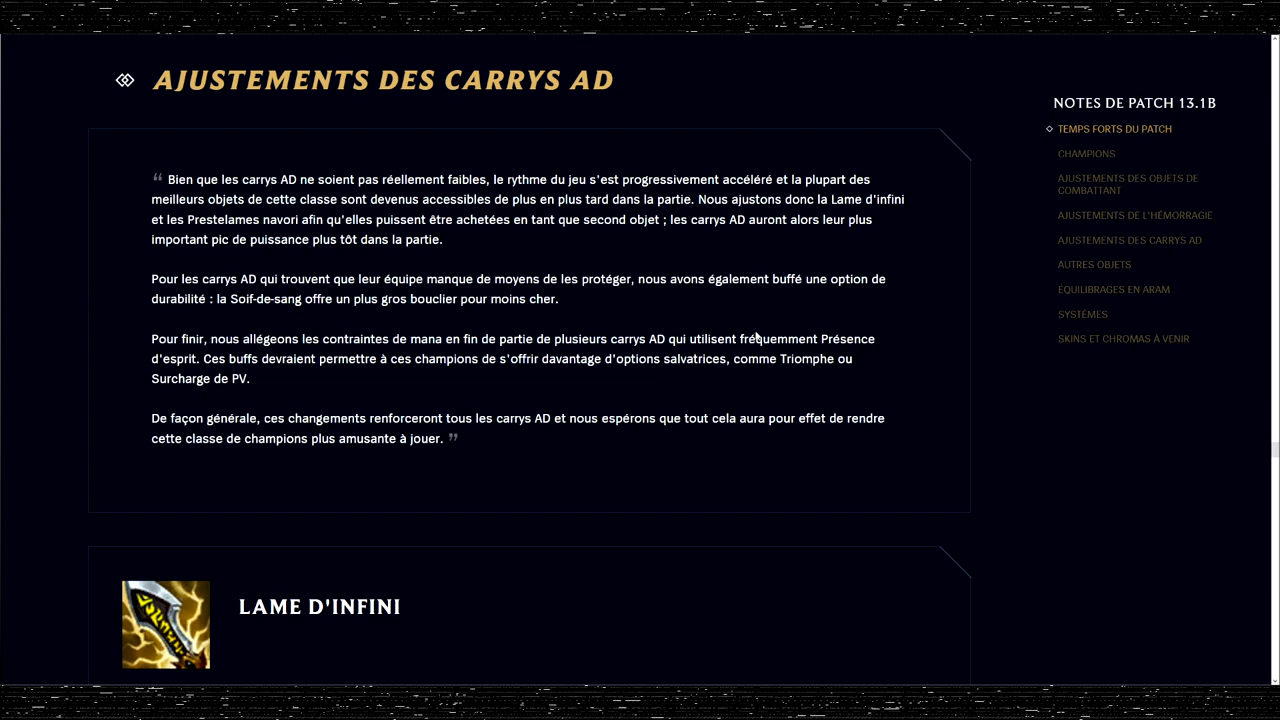 AJUSTEMENTS DES CARRYS AD
“ Bien que les carrys AD ne soient pas réellement faibles, le rythme du jeu s'est progressivement accéléré et la plupart des
meilleurs objets de cette classe sont devenus accessibles de plus en plus tard dans la partie. Nous ajustons donc la Lame d'infini
et les Prestelames navori afin qu'elles puissent être achetées en tant que second objet ; les carrys AD auront alors leur plus
important pic de puissance plus tôt dans la partie.
Pour les carrys AD qui trouvent que leur équipe manque de moyens de les protéger, nous avons également buffé une option de
durabilité : la Soif-de-sang offre un plus gros bouclier pour moins cher.
Pour finir, nous allégeons les contraintes de mana en fin de partie de plusieurs carrys AD qui utilisent fréquemment Présence
d'esprit. Ces buffs devraient permettre à ces champions de s'offrir davantage d'options salvatrices, comme Triomphe ou
Surcharge de PV.
De façon générale, ces changements renforceront tous les carrys AD et nous espérons que tout cela aura pour effet de rendre
cette classe de champions plus amusante à jouer. ”
LAME D'INFINI
NOTES DE PATCH 13.1B
TEMPS FORTS DU PATCH
CHAMPIONS
AJUSTEMENTS DES OBJETS DE
COMBATTANT
AJUSTEMENTS DE L'HÉMORRAGIE
AJUSTEMENTS DES CARRYS AD
AUTRES OBJETS
ÉQUILIBRAGES EN ARAM
SYSTÈMES
SKINS ET CHROMAS À VENIR